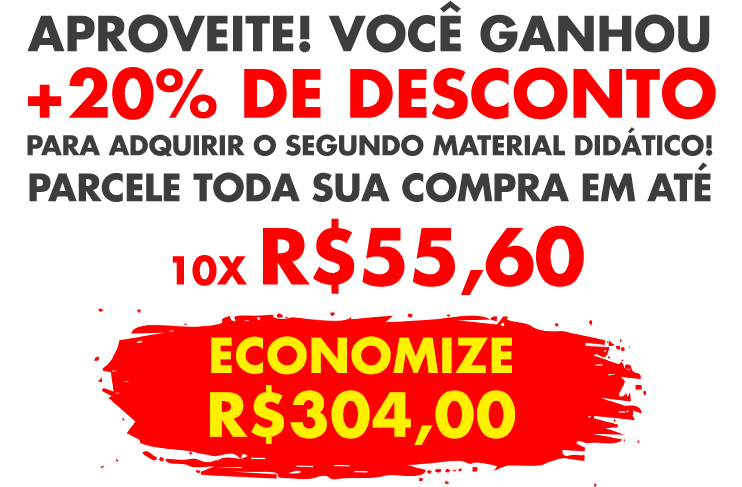 APROVEITE! VOCÊ GANHOU
+20% DE DESCONTO
PARA ADQUIRIR O SEGUNDO MATERIAL DIDÁTICO!
PARCELE TODA SUA COMPRA EM ATÉ
10X R$55,60
ECONOMIZE
R$304,00